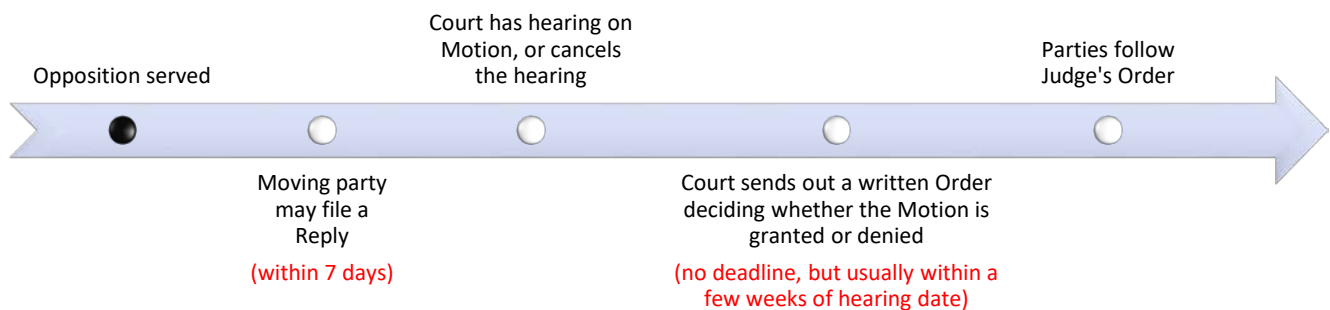 Opposition served
Moving party
may file a
Reply
(within 7 days)
Court has hearing on
Motion, or cancels
the hearing
Court sends out a written Order
deciding whether the Motion is
granted or denied
(no deadline, but usually within a
few weeks of hearing date)
Parties follow
Judge's Order